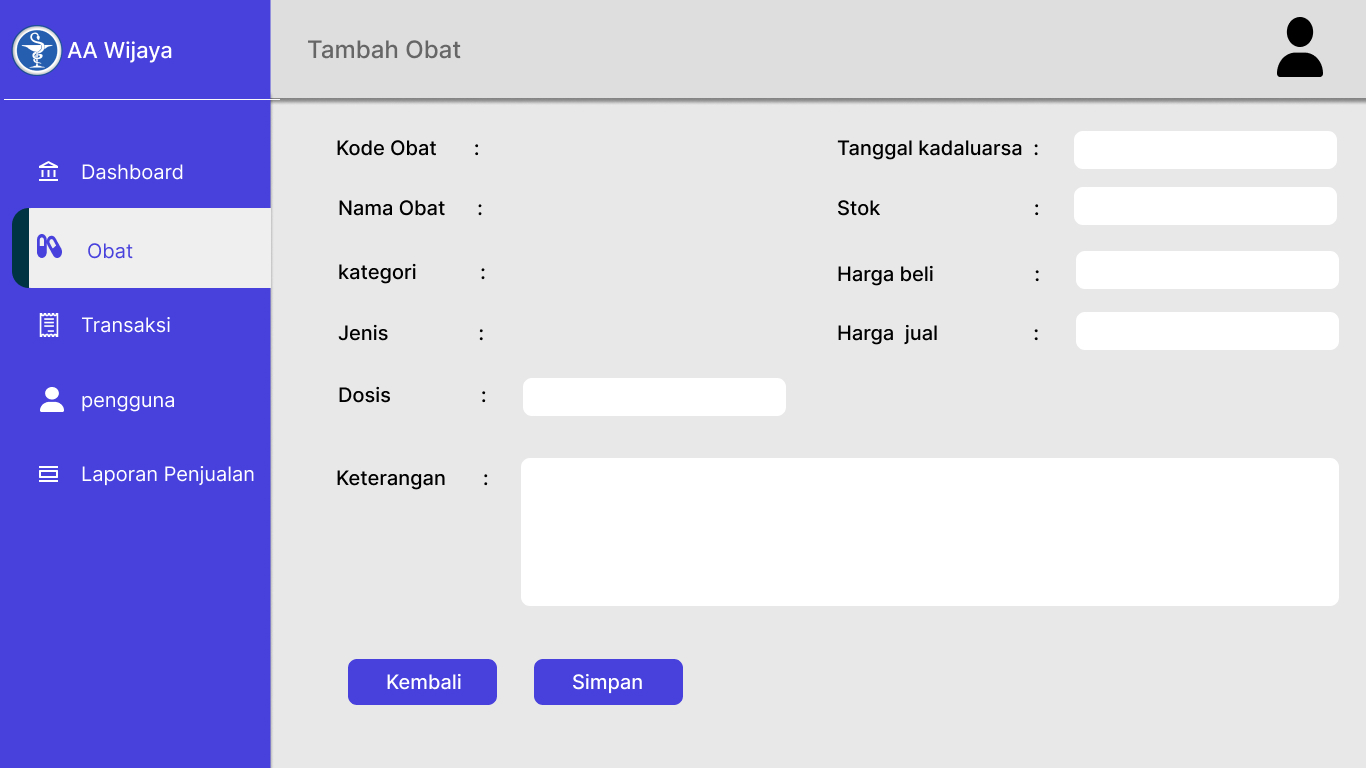 AA Wijaya
Tambah Obat
Dashboard
Obat
Transaksi
pengguna
Laporan Penjualan
Kode Obat :
Nama Obat :
kategori :
Jenis :
Dosis :
Keterangan :
Tanggal kadaluarsa :
Stok :
Harga beli :
Harga jual :
Kembali
Simpan